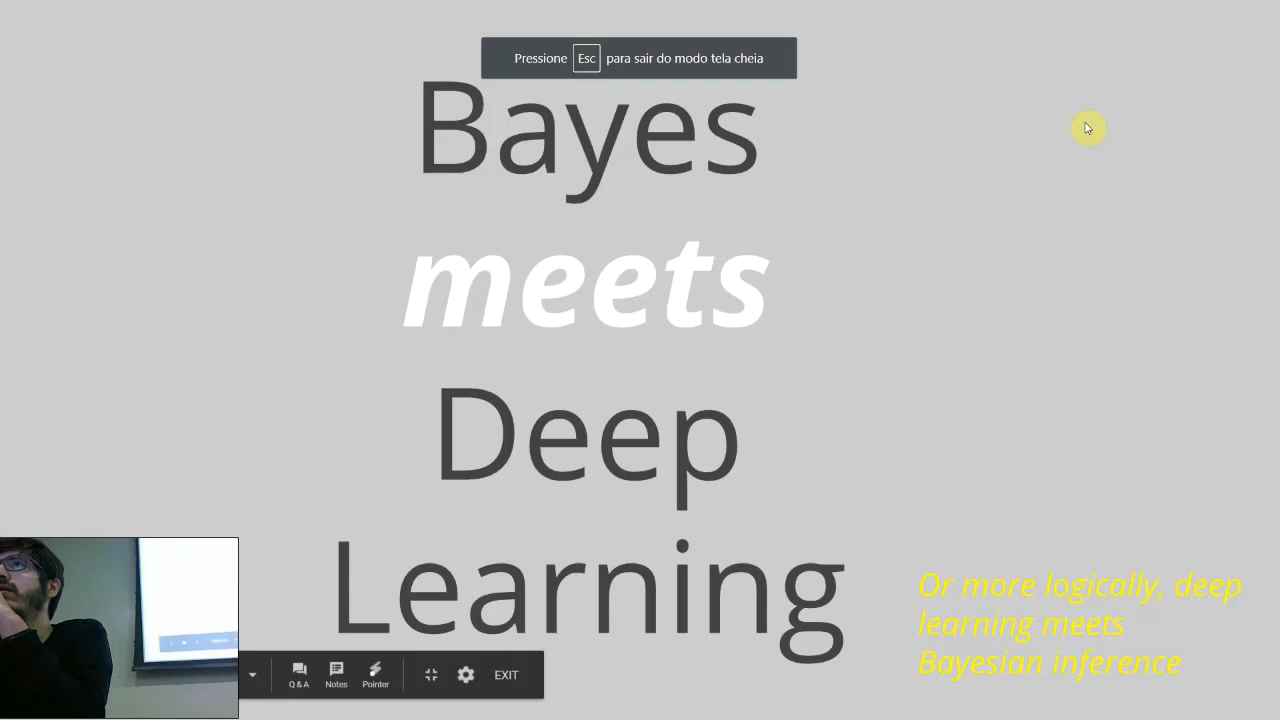 Pressione Esc para sair do modo tela cheia
Bayes
meets
Deep
Learning
Or more logically, deep
learning meets
Bayesian inference
Q & A Notes Pointer EXIT